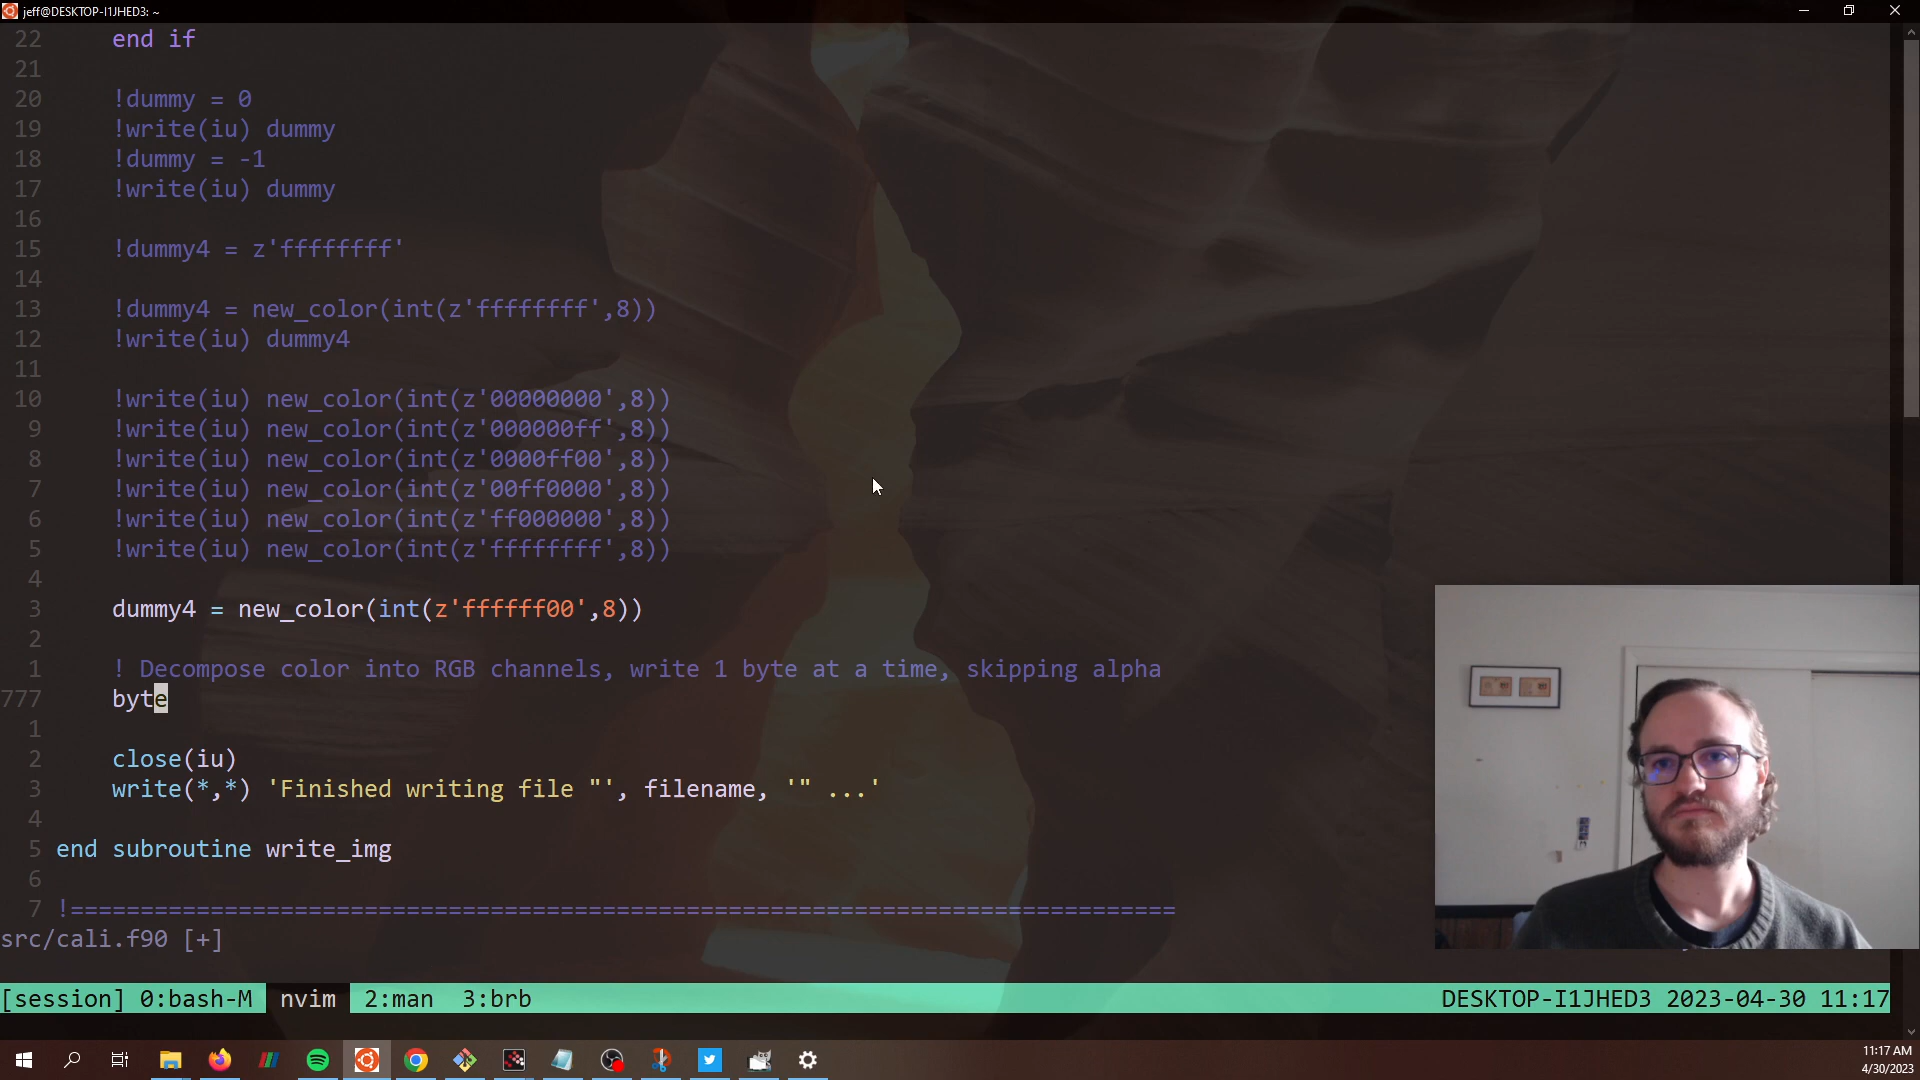 jeff@DESKTOP-I1JHED3: ~
22 end if
21
20 !dummy = 0
19 !write(iu) dummy
18 !dummy = -1
17 !write(iu) dummy
16
15 !dummy4 = z'ffffffff'
14
13 !dummy4 = new_color(int(z'ffffffff',8))
12 !write(iu) dummy4
11
10 !write(iu) new_color(int(z'00000000',8))
9 !write(iu) new_color(int(z'000000ff',8))
8 !write(iu) new_color(int(z'0000ff00',8))
7 !write(iu) new_color(int(z'00ff0000',8))
6 !write(iu) new_color(int(z'ff000000',8))
5 !write(iu) new_color(int(z'ffffffff',8))
4
3 dummy4 = new_color(int(z'ffffff00',8))
2
1 ! Decompose color into RGB channels, write 1 byte at a time, skipping alpha
777 byte
1
2 close(iu)
3 write(*,*) 'Finished writing file "', filename, '" ...'
4
5 end subroutine write_img
6
7 !===============================================================================
src/cali.f90 [+]
[session] 0:bash-M nvim 2:man 3:brb DESKTOP-I1JHED3 2023-04-30 11:17
11:17 AM
4/30/2023